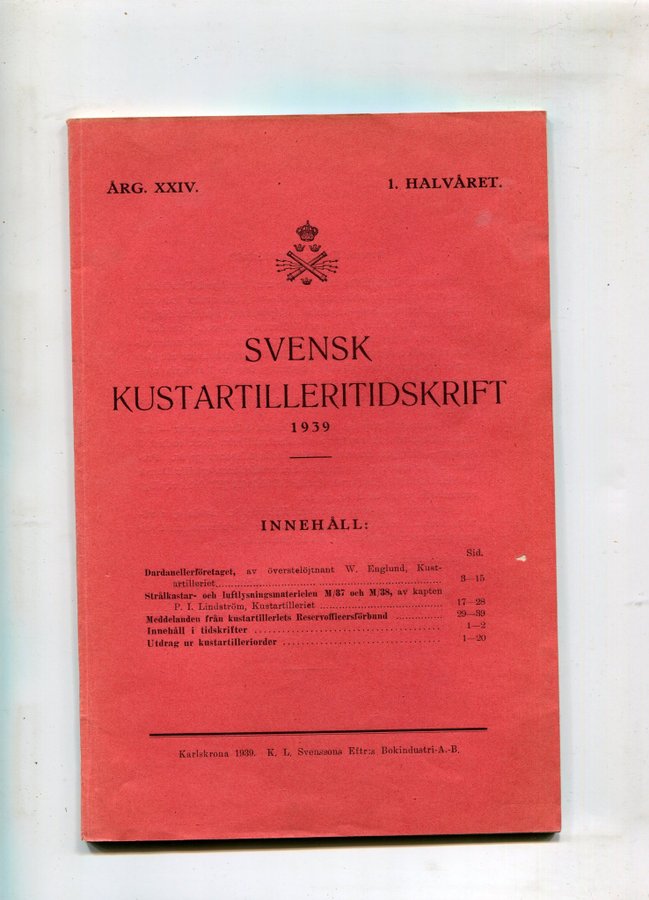 ÅRG. XXIV. 1. HALVÅRET.
SVENSK
KUSTARTILLERITIDSKRIFT
1939
INNEHÅLL:
Sid.
Dardanellerföretaget, av överstelöjtnant W. Englund, Kust-
artilleriet 3—15
Strålkastar- och luftlysningsmaterielen M/37 och M/38, av kapten
P. I. Lindström, Kustartilleriet 17—28
Meddelanden från kustartilleriets Reservofficersförbund 29—39
Innehåll i tidskrifter 1—2
Utdrag ur kustartilleriorder 1—20
Karlskrona 1939. K. L. Svenssons Eftr:s Bokindustri-A.-B.